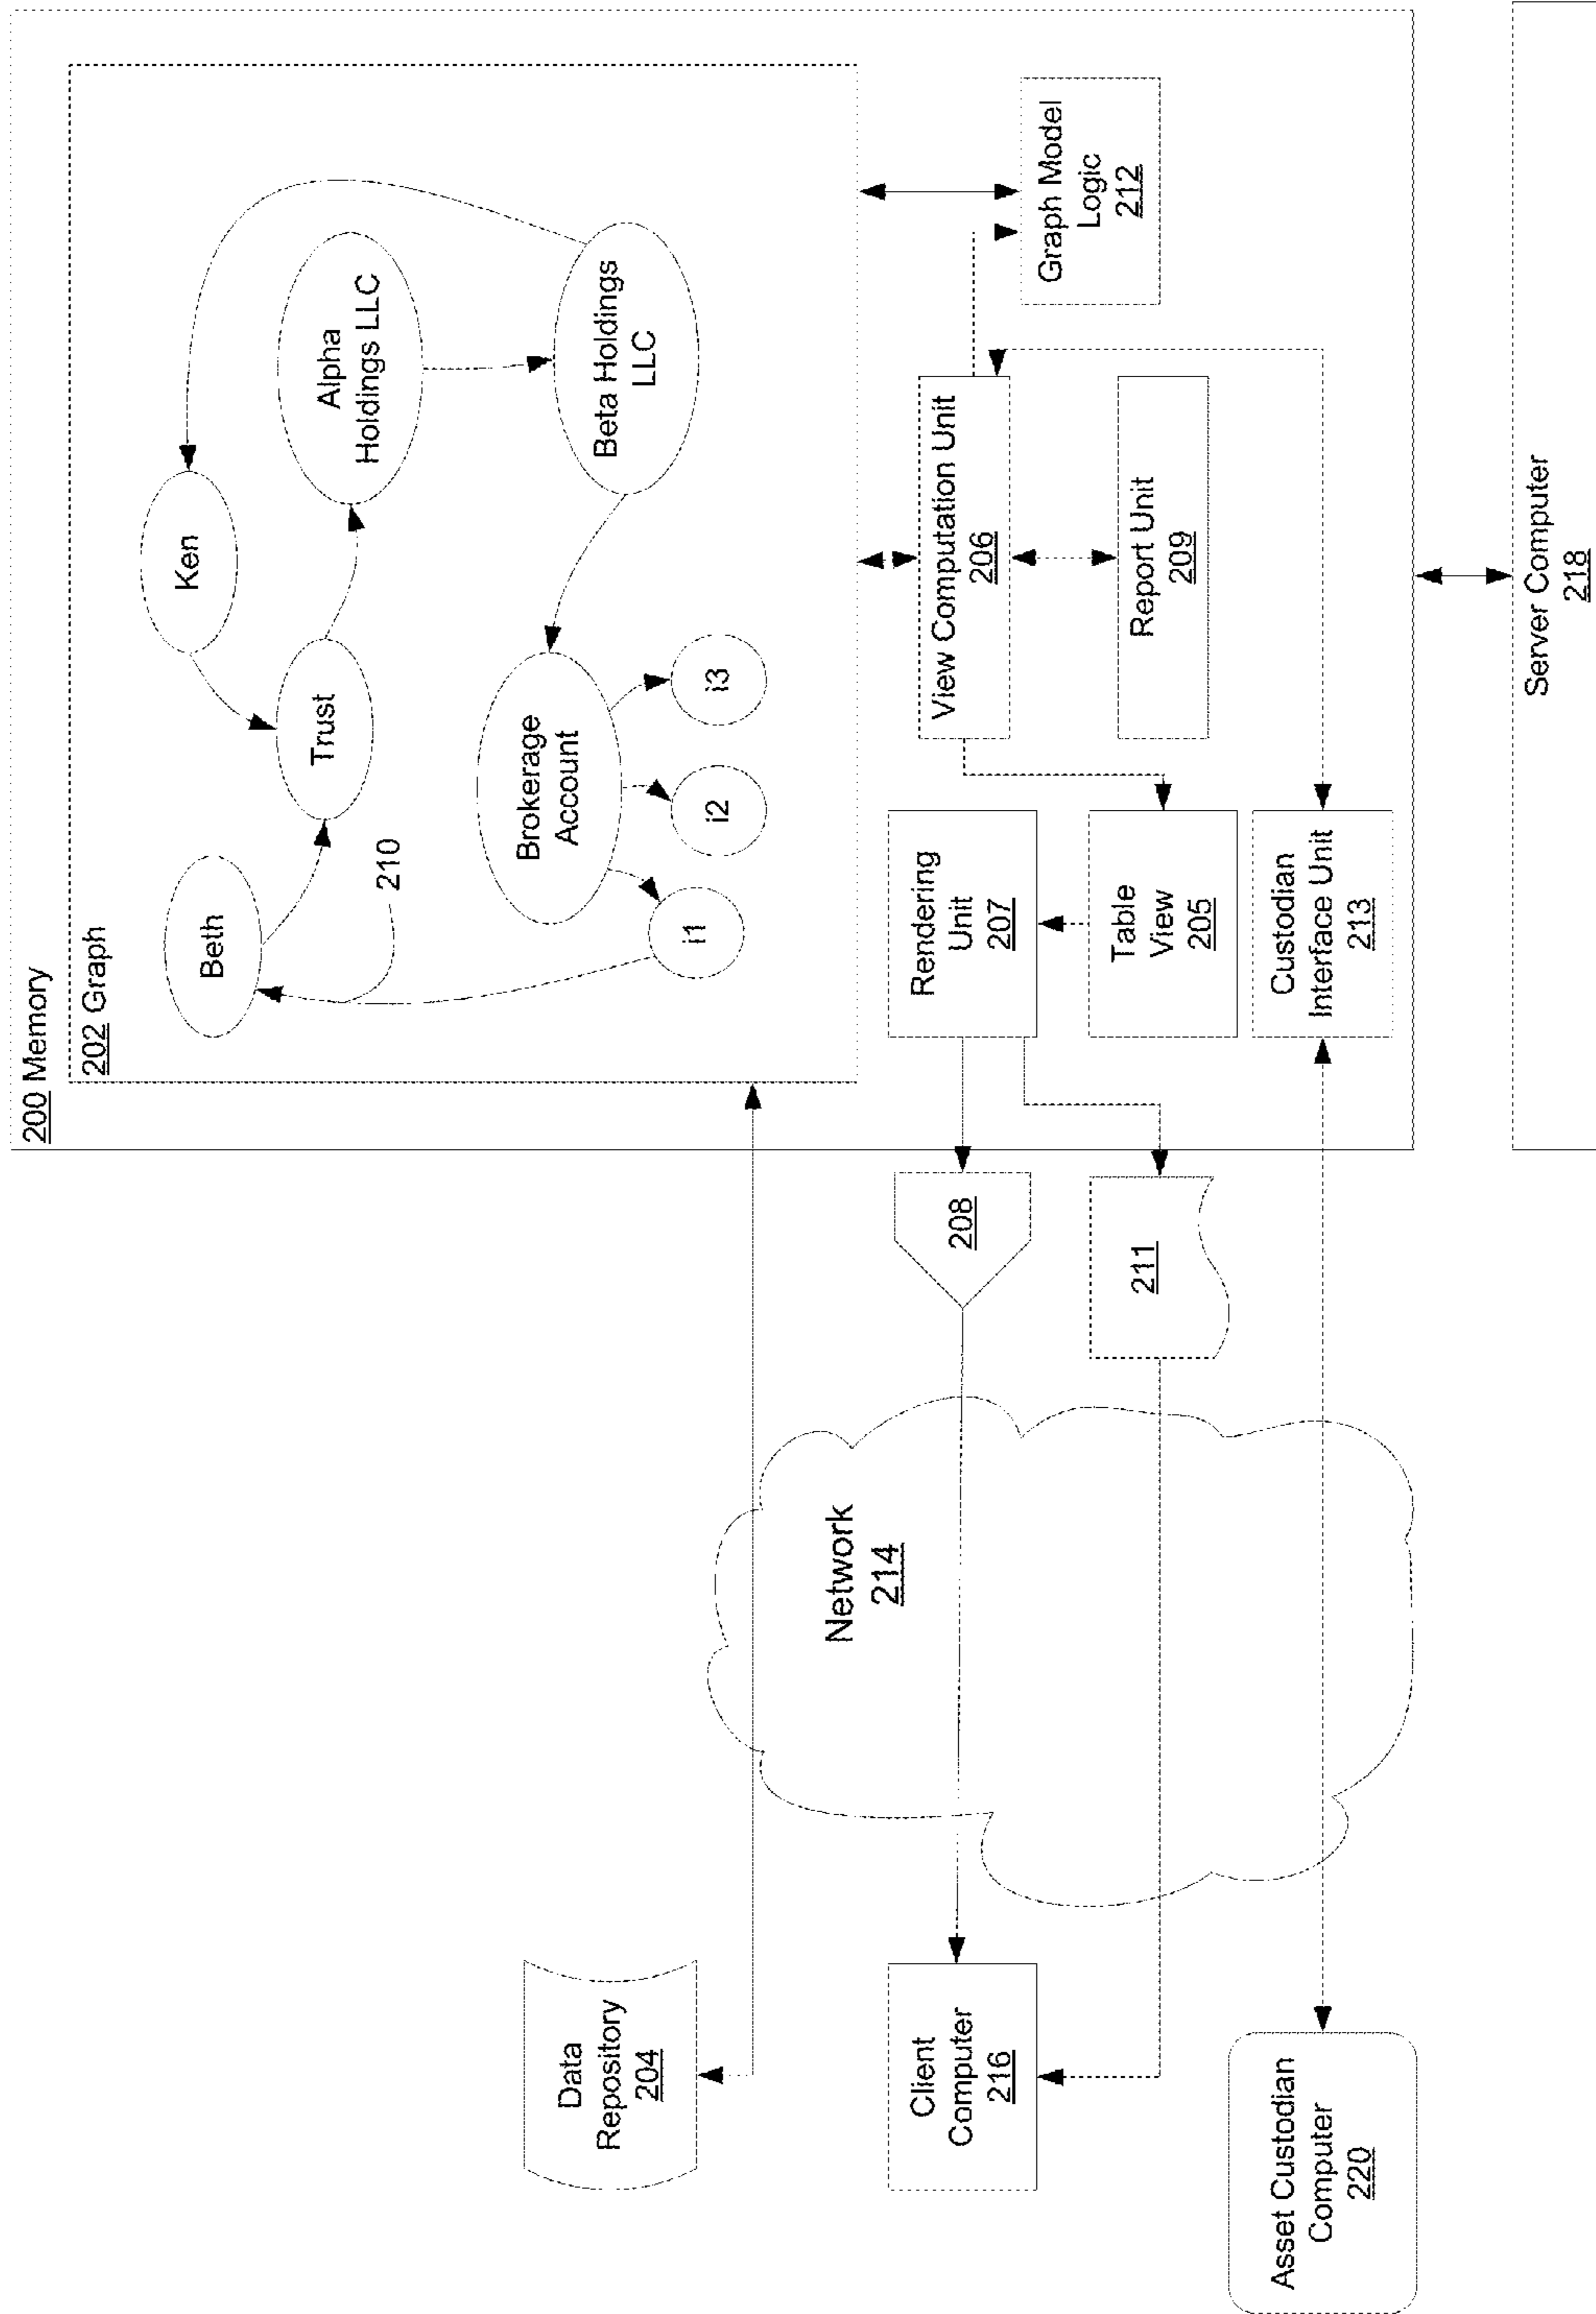 200 Memory
202 Graph
Beth
Ken
Trust
Alpha
Holdings LLC
210
Brokerage
Account
Beta Holdings
LLC
i1
i2
i3
Data
Repository
204
Network
214
Client
Computer
216
208
211
Rendering
Unit
207
Table
View
205
View Computation Unit
206
Report Unit
209
Graph Model
Logic
212
Custodian
Interface Unit
213
Asset Custodian
Computer
220
Server Computer
218